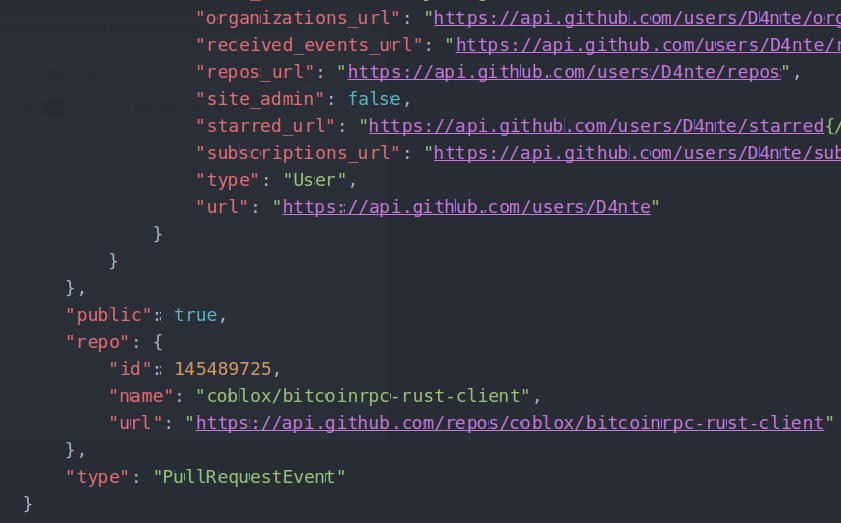 "organizations_url": "https://api.github.com/users/D4nte/org
"received_events_url": "https://api.github.com/users/D4nte/r
"repos_url": "https://api.github.com/users/D4nte/repos",
"site_admin": false,
"starred_url": "https://api.github.com/users/D4nte/starred{/
"subscriptions_url": "https://api.github.com/users/D4nte/sub
"type": "User",
"url": "https://api.github.com/users/D4nte"
}
}
},
"public": true,
"repo": {
"id": 145489725,
"name": "coblox/bitcoinrpc-rust-client",
"url": "https://api.github.com/repos/coblox/bitcoinrpc-rust-client"
},
"type": "PullRequestEvent"
}